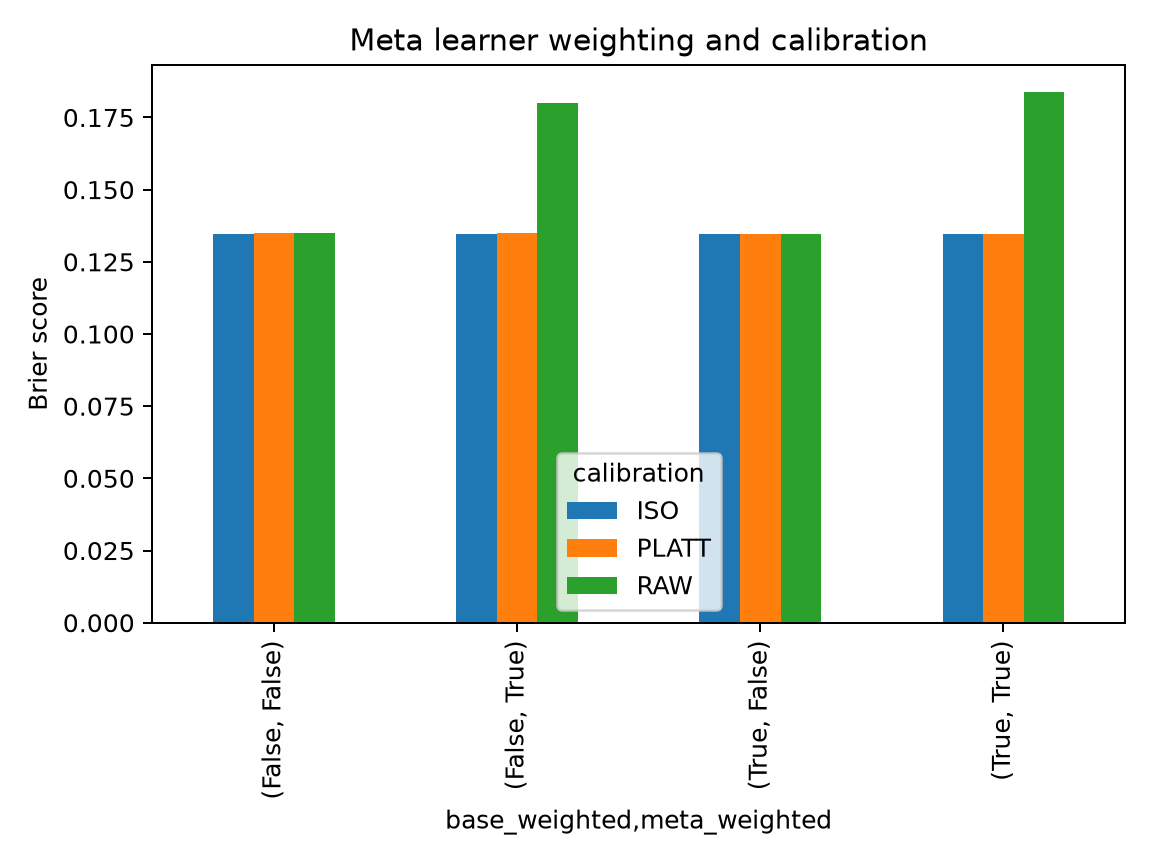 Meta learner weighting and calibration
Brier score
0.175
0.150
0.125
0.100
0.075
0.050
0.025
0.000
calibration
ISO
PLATT
RAW
(False, False)
(False, True)
(True, False)
(True, True)
base_weighted,meta_weighted